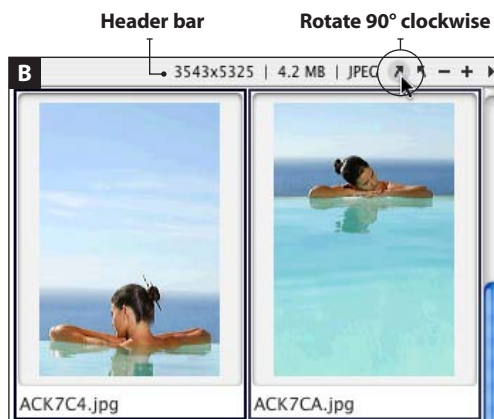 Header bar Rotate 90° clockwise
B 3543x5325 | 4.2 MB | JPEG
ACK7C4.jpg ACK7CA.jpg